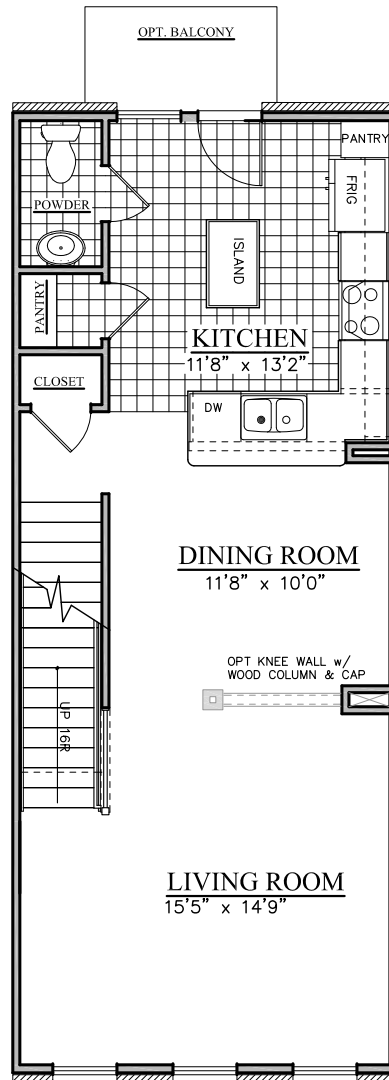 OPT. BALCONY
PANTRY
FRIG
POWDER
ISLAND
PANTRY
KITCHEN
11'8" x 13'2"
CLOSET
DW
DINING ROOM
11'8" x 10'0"
OPT KNEE WALL w/
WOOD COLUMN & CAP
UP 16R
LIVING ROOM
15'5" x 14'9"